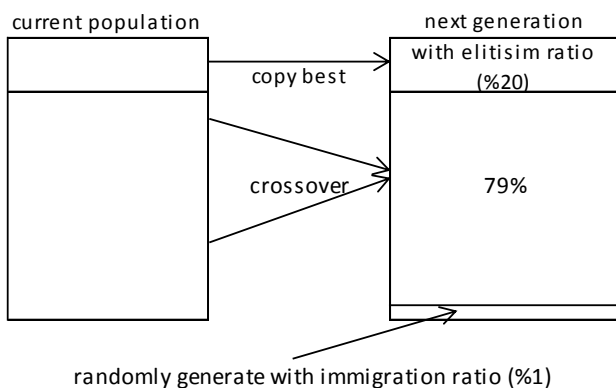 current population
next generation
with elitisim ratio
(%20)
copy best
crossover
79%
randomly generate with immigration ratio (%1)